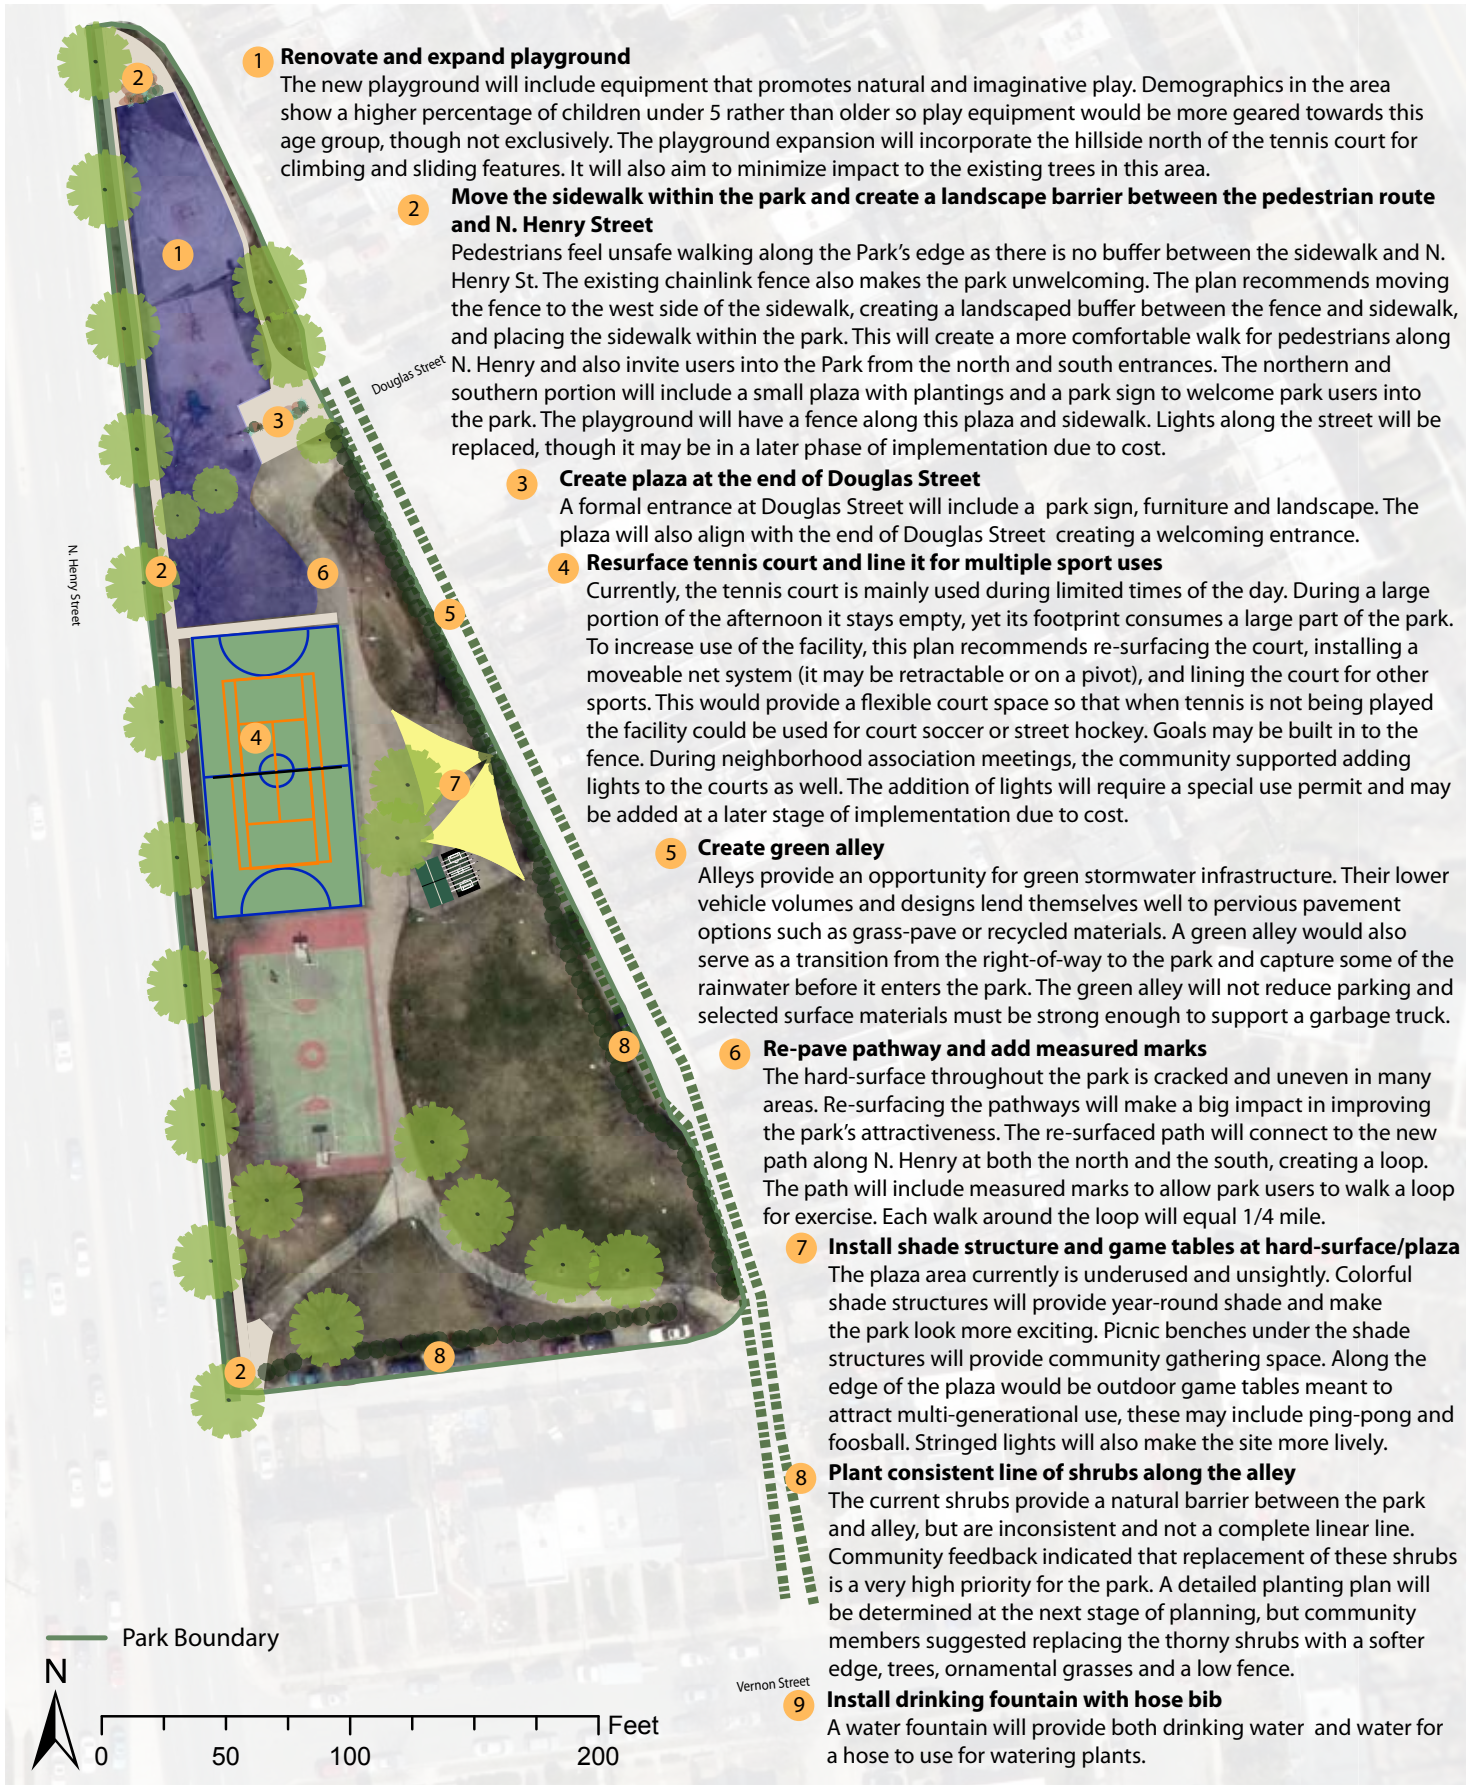 1 Renovate and expand playground
The new playground will include equipment that promotes natural and imaginative play. Demographics in the area
show a higher percentage of children under 5 rather than older so play equipment would be more geared towards this
age group, though not exclusively. The playground expansion will incorporate the hillside north of the tennis court for
climbing and sliding features. It will also aim to minimize impact to the existing trees in this area.
2 Move the sidewalk within the park and create a landscape barrier between the pedestrian route
and N. Henry Street
Pedestrians feel unsafe walking along the Park's edge as there is no buffer between the sidewalk and N.
Henry St. The existing chainlink fence also makes the park unwelcoming. The plan recommends moving
the fence to the west side of the sidewalk, creating a landscaped buffer between the fence and sidewalk,
and placing the sidewalk within the park. This will create a more comfortable walk for pedestrians along
N. Henry and also invite users into the Park from the north and south entrances. The northern and
southern portion will include a small plaza with plantings and a park sign to welcome park users into
the park. The playground will have a fence along this plaza and sidewalk. Lights along the street will be
replaced, though it may be in a later phase of implementation due to cost.
3 Create plaza at the end of Douglas Street
A formal entrance at Douglas Street will include a park sign, furniture and landscape. The
plaza will also align with the end of Douglas Street creating a welcoming entrance.
4 Resurface tennis court and line it for multiple sport uses
Currently, the tennis court is mainly used during limited times of the day. During a large
portion of the afternoon it stays empty, yet its footprint consumes a large part of the park.
To increase use of the facility, this plan recommends re-surfacing the court, installing a
moveable net system (it may be retractable or on a pivot), and lining the court for other
sports. This would provide a flexible court space so that when tennis is not being played
the facility could be used for court soccer or street hockey. Goals may be built in to the
fence. During neighborhood association meetings, the community supported adding
lights to the courts as well. The addition of lights will require a special use permit and may
be added at a later stage of implementation due to cost.
5 Create green alley
Alleys provide an opportunity for green stormwater infrastructure. Their lower
vehicle volumes and designs lend themselves well to pervious pavement
options such as grass-pave or recycled materials. A green alley would also
serve as a transition from the right-of-way to the park and capture some of the
rainwater before it enters the park. The green alley will not reduce parking and
selected surface materials must be strong enough to support a garbage truck.
6 Re-pave pathway and add measured marks
The hard-surface throughout the park is cracked and uneven in many
areas. Re-surfacing the pathways will make a big impact in improving
the park's attractiveness. The re-surfaced path will connect to the new
path along N. Henry at both the north and the south, creating a loop.
The path will include measured marks to allow park users to walk a loop
for exercise. Each walk around the loop will equal 1/4 mile.
7 Install shade structure and game tables at hard-surface/plaza
The plaza area currently is underused and unsightly. Colorful
shade structures will provide year-round shade and make
the park look more exciting. Picnic benches under the shade
structures will provide community gathering space. Along the
edge of the plaza would be outdoor game tables meant to
attract multi-generational use, these may include ping-pong and
foosball. Stringed lights will also make the site more lively.
8 Plant consistent line of shrubs along the alley
The current shrubs provide a natural barrier between the park
and alley, but are inconsistent and not a complete linear line.
Community feedback indicated that replacement of these shrubs
is a very high priority for the park. A detailed planting plan will
be determined at the next stage of planning, but community
members suggested replacing the thorny shrubs with a softer
edge, trees, ornamental grasses and a low fence.
9 Install drinking fountain with hose bib
A water fountain will provide both drinking water and water for
a hose to use for watering plants.
2
1
Douglas Street
3
N. Henry Street
2
6
5
4
7
8
8
2
Park Boundary
N
Vernon Street
0 50 100 200 Feet